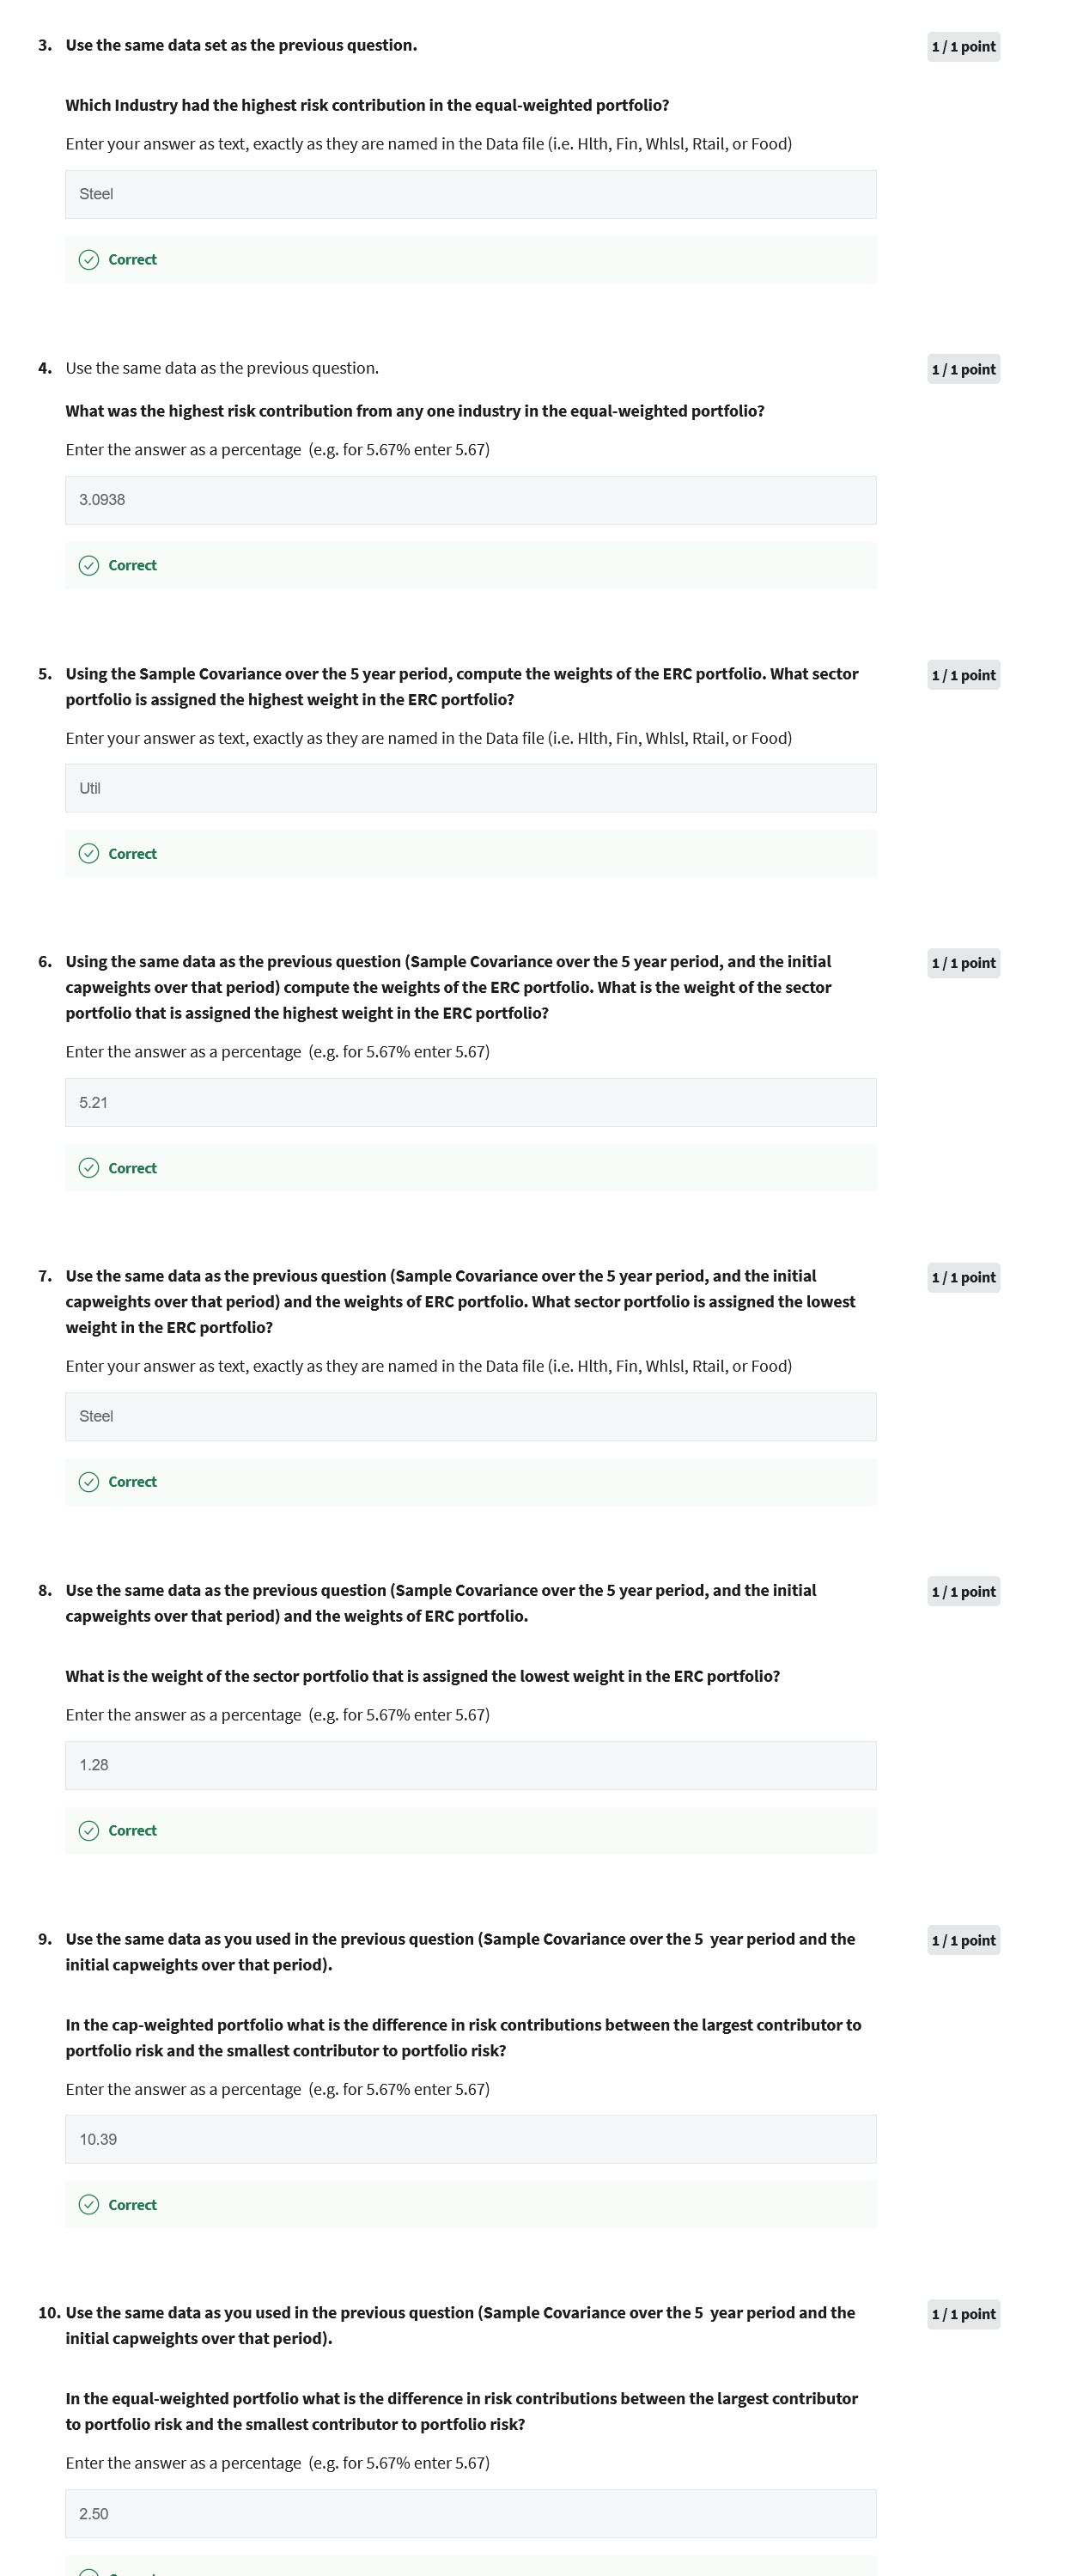 3. Use the same data set as the previous question.
1 / 1 point
Which Industry had the highest risk contribution in the equal-weighted portfolio?
Enter your answer as text, exactly as they are named in the Data file (i.e. Hlth, Fin, Whlsl, Rtail, or Food)
Steel
Correct
4. Use the same data as the previous question.
1 / 1 point
What was the highest risk contribution from any one industry in the equal-weighted portfolio?
Enter the answer as a percentage (e.g. for 5.67% enter 5.67)
3.0938
Correct
5. Using the Sample Covariance over the 5 year period, compute the weights of the ERC portfolio. What sector
portfolio is assigned the highest weight in the ERC portfolio?
1 / 1 point
Enter your answer as text, exactly as they are named in the Data file (i.e. Hlth, Fin, Whlsl, Rtail, or Food)
Util
Correct
6. Using the same data as the previous question (Sample Covariance over the 5 year period, and the initial
capweights over that period) compute the weights of the ERC portfolio. What is the weight of the sector
portfolio that is assigned the highest weight in the ERC portfolio?
1 / 1 point
Enter the answer as a percentage (e.g. for 5.67% enter 5.67)
5.21
Correct
7. Use the same data as the previous question (Sample Covariance over the 5 year period, and the initial
capweights over that period) and the weights of ERC portfolio. What sector portfolio is assigned the lowest
weight in the ERC portfolio?
1 / 1 point
Enter your answer as text, exactly as they are named in the Data file (i.e. Hlth, Fin, Whlsl, Rtail, or Food)
Steel
Correct
8. Use the same data as the previous question (Sample Covariance over the 5 year period, and the initial
capweights over that period) and the weights of ERC portfolio.
1 / 1 point
What is the weight of the sector portfolio that is assigned the lowest weight in the ERC portfolio?
Enter the answer as a percentage (e.g. for 5.67% enter 5.67)
1.28
Correct
9. Use the same data as you used in the previous question (Sample Covariance over the 5 year period and the
initial capweights over that period).
1 / 1 point
In the cap-weighted portfolio what is the difference in risk contributions between the largest contributor to
portfolio risk and the smallest contributor to portfolio risk?
Enter the answer as a percentage (e.g. for 5.67% enter 5.67)
10.39
Correct
10. Use the same data as you used in the previous question (Sample Covariance over the 5 year period and the
initial capweights over that period).
1 / 1 point
In the equal-weighted portfolio what is the difference in risk contributions between the largest contributor
to portfolio risk and the smallest contributor to portfolio risk?
Enter the answer as a percentage (e.g. for 5.67% enter 5.67)
2.50